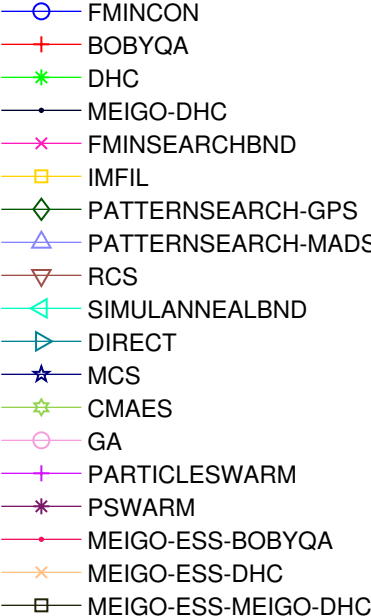 FMINCON
BOBYQA
DHC
MEIGO-DHC
FMINSEARCHBND
IMFIL
PATTERNSEARCH-GPS
PATTERNSEARCH-MADS
RCS
SIMULANNEALBND
DIRECT
MCS
CMAES
GA
PARTICLESWARM
PSWARM
MEIGO-ESS-BOBYQA
MEIGO-ESS-DHC
MEIGO-ESS-MEIGO-DHC